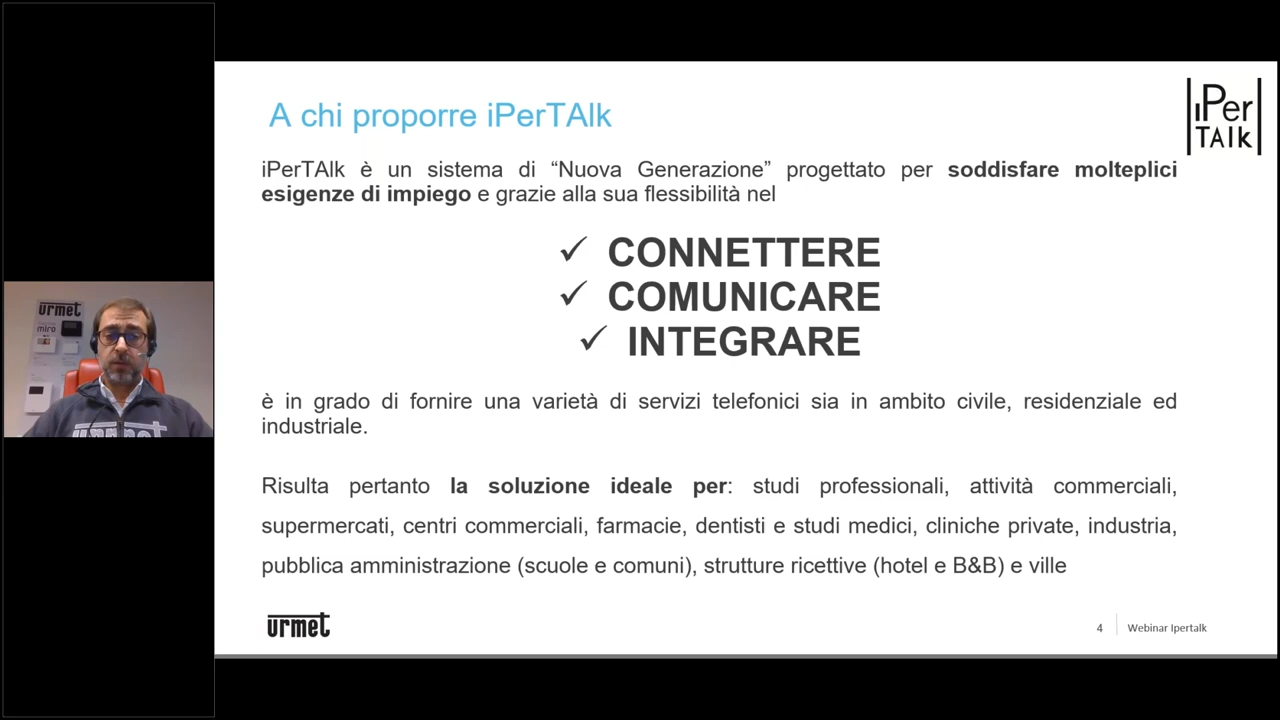 A chi proporre iPerTAlk
iPer
TAlk
iPerTAlk è un sistema di “Nuova Generazione” progettato per soddisfare molteplici
esigenze di impiego e grazie alla sua flessibilità nel
✓ CONNETTERE
✓ COMUNICARE
✓ INTEGRARE
è in grado di fornire una varietà di servizi telefonici sia in ambito civile, residenziale ed
industriale.
Risulta pertanto la soluzione ideale per: studi professionali, attività commerciali,
supermercati, centri commerciali, farmacie, dentisti e studi medici, cliniche private, industria,
pubblica amministrazione (scuole e comuni), strutture ricettive (hotel e B&B) e ville
urmet
4
Webinar Ipertalk
urmet
miro
urmet